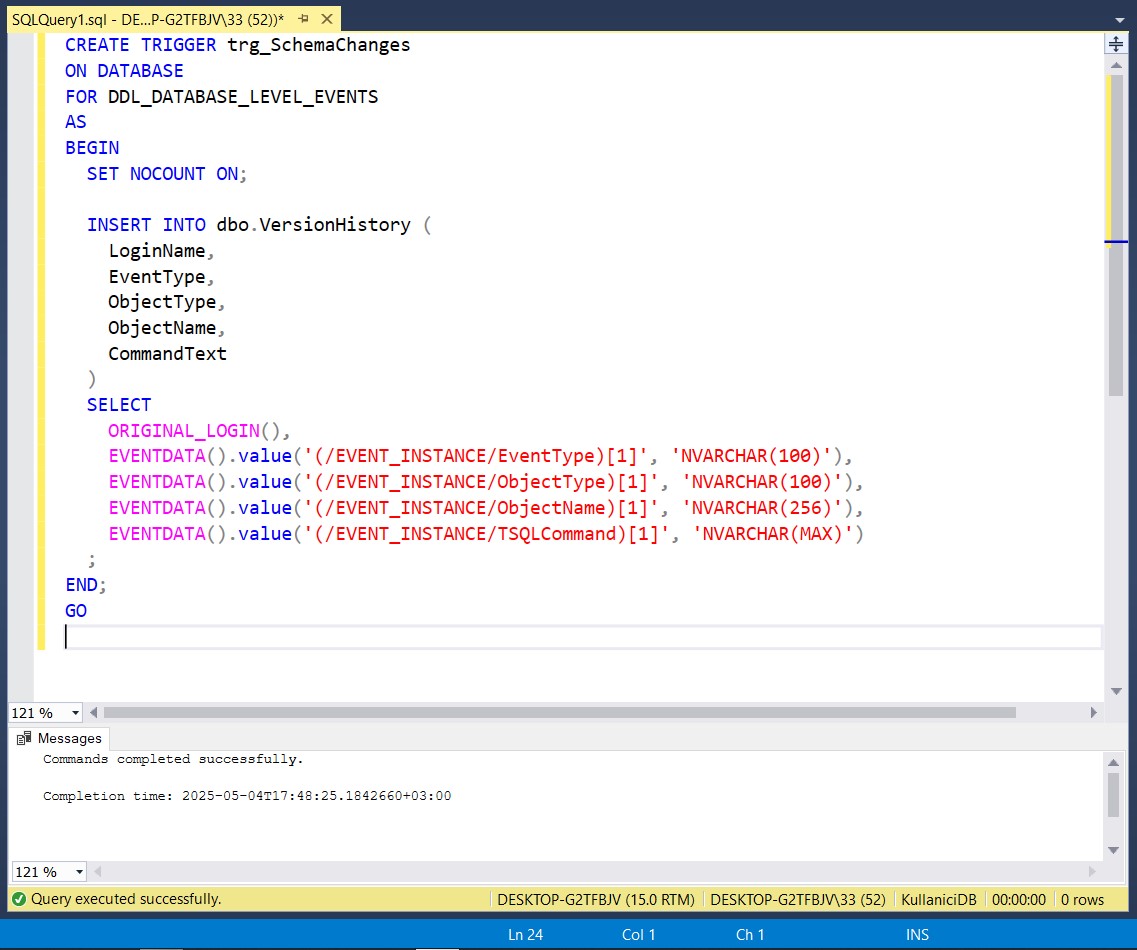 SQLQuery1.sql - DE...P-G2TFBJV\33 (52))*
CREATE TRIGGER trg_SchemaChanges
ON DATABASE
FOR DDL_DATABASE_LEVEL_EVENTS
AS
BEGIN
  SET NOCOUNT ON;

  INSERT INTO dbo.VersionHistory (
    LoginName,
    EventType,
    ObjectType,
    ObjectName,
    CommandText
  )
  SELECT
    ORIGINAL_LOGIN(),
    EVENTDATA().value('(/EVENT_INSTANCE/EventType)[1]', 'NVARCHAR(100)'),
    EVENTDATA().value('(/EVENT_INSTANCE/ObjectType)[1]', 'NVARCHAR(100)'),
    EVENTDATA().value('(/EVENT_INSTANCE/ObjectName)[1]', 'NVARCHAR(256)'),
    EVENTDATA().value('(/EVENT_INSTANCE/TSQLCommand)[1]', 'NVARCHAR(MAX)')
  ;
END;
GO
121 %
Messages
Commands completed successfully.
Completion time: 2025-05-04T17:48:25.1842660+03:00
121 %
Query executed successfully. DESKTOP-G2TFBJV (15.0 RTM) DESKTOP-G2TFBJV\33 (52) KullaniciDB 00:00:00 0 rows
Ln 24 Col 1 Ch 1 INS